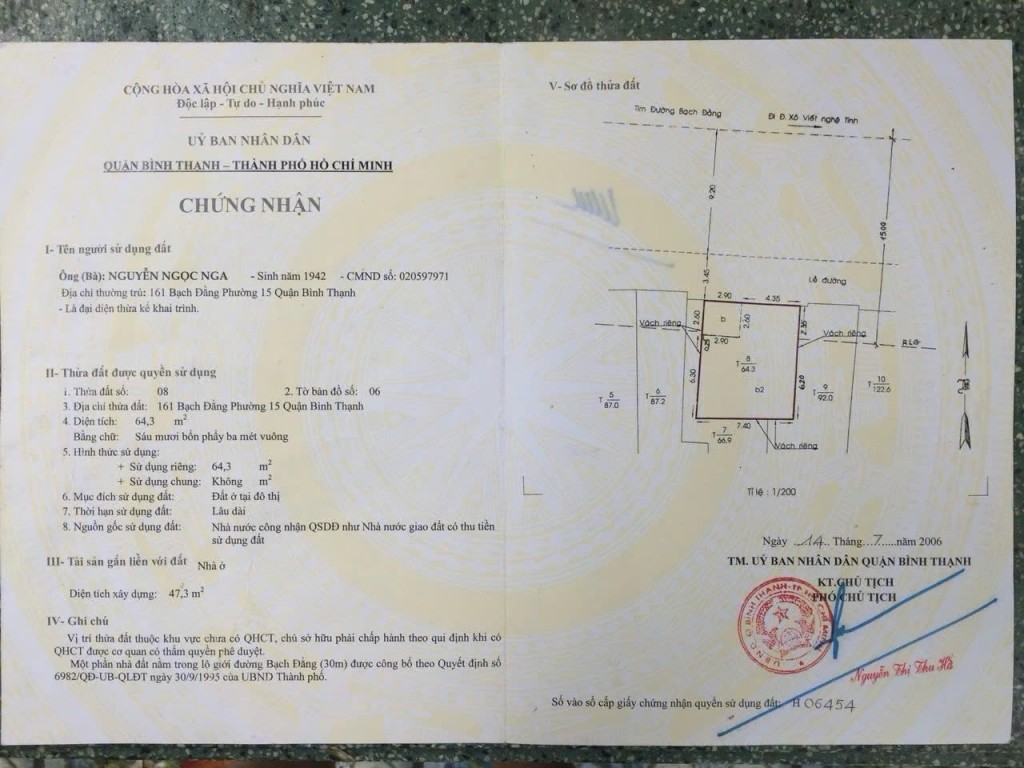 CỘNG HÒA XÃ HỘI CHỦ NGHĨA VIỆT NAM
Độc lập - Tự do - Hạnh phúc
UỶ BAN NHÂN DÂN
QUẬN BÌNH THẠNH – THÀNH PHỐ HỒ CHÍ MINH
CHỨNG NHẬN
I- Tên người sử dụng đất
Ông (Bà): NGUYỄN NGỌC NGA - Sinh năm 1942 - CMND số: 020597971
Địa chỉ thường trú: 161 Bạch Đằng Phường 15 Quận Bình Thạnh
- Là đại diện thừa kế khai trình.
II- Thửa đất được quyền sử dụng
1. Thửa đất số: 08 2. Tờ bản đồ số: 06
3. Địa chỉ thửa đất: 161 Bạch Đằng Phường 15 Quận Bình Thạnh
4. Diện tích: 64,3 m²
Bằng chữ: Sáu mươi bốn phẩy ba mét vuông
5. Hình thức sử dụng:
+ Sử dụng riêng: 64,3 m²
+ Sử dụng chung: Không m²
6. Mục đích sử dụng đất: Đất ở tại đô thị
7. Thời hạn sử dụng đất: Lâu dài
8. Nguồn gốc sử dụng đất: Nhà nước công nhận QSDĐ như Nhà nước giao đất có thu tiền
sử dụng đất
III- Tài sản gắn liền với đất Nhà ở
Diện tích xây dựng: 47,3 m²
IV- Ghi chú
Vị trí thửa đất thuộc khu vực chưa có QHCT, chủ sở hữu phải chấp hành theo qui định khi có
QHCT được cơ quan có thẩm quyền phê duyệt.
Một phần nhà đất nằm trong lộ giới đường Bạch Đằng (30m) được công bố theo Quyết định số
6982/QĐ-UB-QLĐT ngày 30/9/1995 của UBND Thành phố.
V- Sơ đồ thửa đất
Tim Đường Bạch Đằng Đi Đ. Xô Viết nghệ Tĩnh
9.20
15.00
3.45
Lề đường
2.90 4.35
2.60 b 2.60 2.35
Vách riêng Vách riêng
2.90
R.LG
T 8
64.3
6.30 b2 6.20
T 5
87.0
T 6
87.2
T 9
92.0
T 10
122.6
T 7
66.9
7.40
Vách riêng
Tỉ lệ : 1/200
Ngày 14 Tháng 7 năm 2006
TM. UỶ BAN NHÂN DÂN QUẬN BÌNH THẠNH
KT.CHỦ TỊCH
PHÓ CHỦ TỊCH
Nguyễn Thị Thu Hà
Số vào sổ cấp giấy chứng nhận quyền sử dụng đất: H 06454